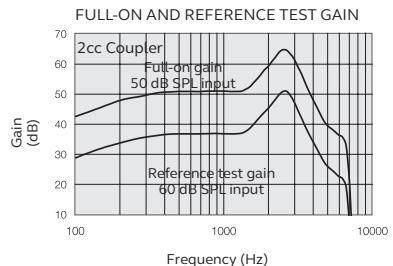 FULL-ON AND REFERENCE TEST GAIN
70
60
50
40
30
20
10
Gain
(dB)
2cc Coupler
Full-on gain
50 dB SPL input
Reference test gain
60 dB SPL input
100
1000
10000
Frequency (Hz)